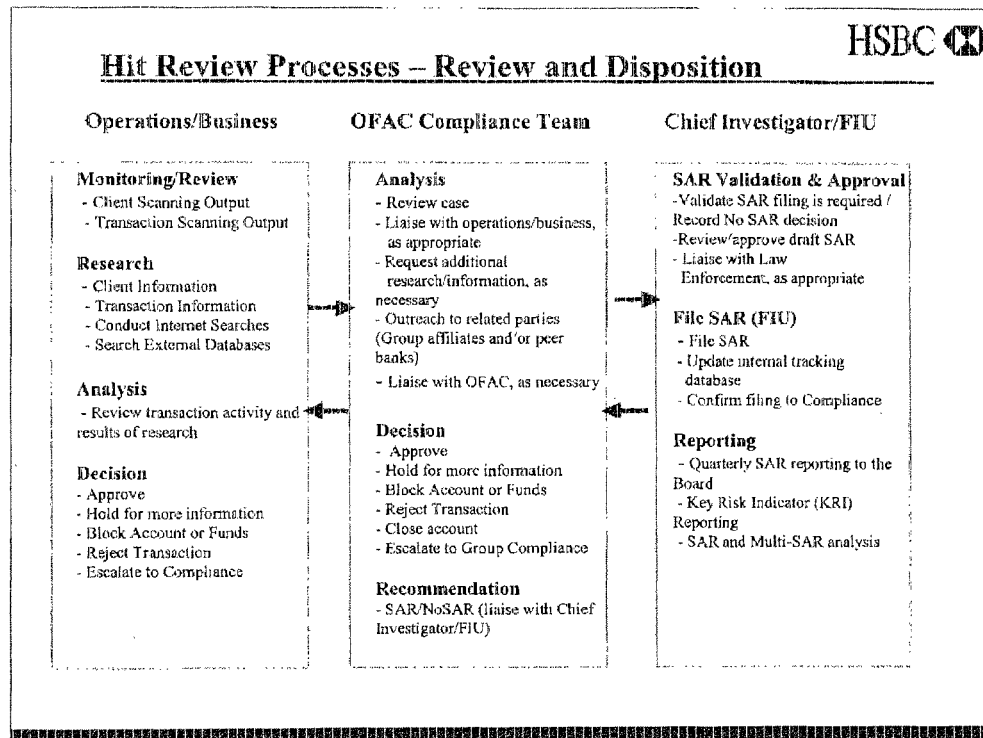 HSBC
Hit Review Processes – Review and Disposition
Operations/Business
Monitoring/Review
- Client Scanning Output
- Transaction Scanning Output
Research
- Client Information
- Transaction Information
- Conduct Internet Searches
- Search External Databases
Analysis
- Review transaction activity and
results of research
Decision
- Approve
- Hold for more information
- Block Account or Funds
- Reject Transaction
- Escalate to Compliance
OFAC Compliance Team
Analysis
- Review case
- Liaise with operations/business,
as appropriate
- Request additional
research/information, as
necessary
- Outreach to related parties
(Group affiliates and/or peer
banks)
- Liaise with OFAC, as necessary
Decision
- Approve
- Hold for more information
- Block Account or Funds
- Reject Transaction
- Close account
- Escalate to Group Compliance
Recommendation
- SAR/NoSAR (liaise with Chief
Investigator/FIU)
Chief Investigator/FIU
SAR Validation & Approval
-Validate SAR filing is required /
Record No SAR decision
-Review/approve draft SAR
- Liaise with Law
Enforcement, as appropriate
File SAR (FIU)
- File SAR
- Update internal tracking
database
- Confirm filing to Compliance
Reporting
- Quarterly SAR reporting to the
Board
- Key Risk Indicator (KRI)
Reporting
- SAR and Multi-SAR analysis